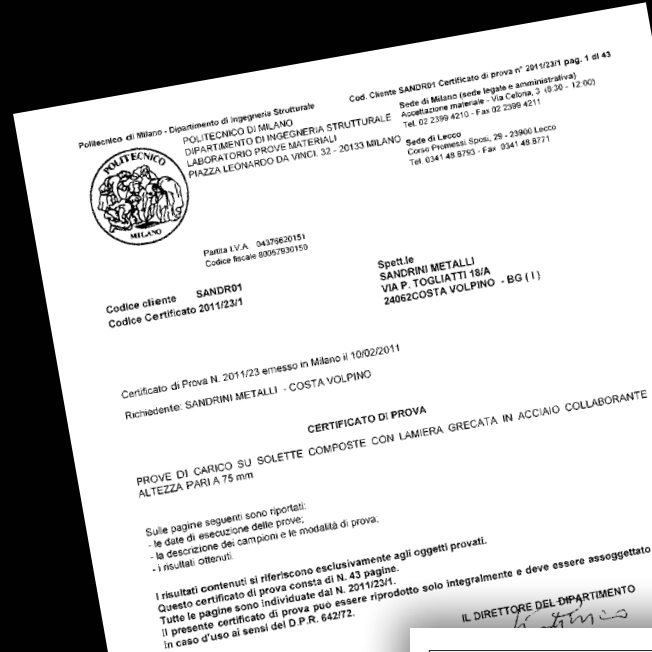 Cod. Cliente SANDR01 Certificato di prova n° 2011/23/1 pag. 1 di 43
Politecnico di Milano - Dipartimento di Ingegneria Strutturale
POLITECNICO DI MILANO
DIPARTIMENTO DI INGEGNERIA STRUTTURALE
LABORATORIO PROVE MATERIALI
PIAZZA LEONARDO DA VINCI, 32 - 20133 MILANO
Sede di Milano (sede legale e amministrativa)
Accettazione materiale - Via Celona, 3 (8:30 - 12:00)
Tel. 02 2399 4210 - Fax 02 2399 4211
Sede di Lecco
Corso Promessi Sposi, 29 - 23900 Lecco
Tel. 0341 48 8793 - Fax 0341 48 8771
POLITECNICO
MILANO
Partita I.V.A. 04376620151
Codice fiscale 80057930150
Codice cliente SANDR01
Codice Certificato 2011/23/1
Spett.le
SANDRINI METALLI
VIA P. TOGLIATTI 18/A
24062COSTA VOLPINO - BG ( I )
Certificato di Prova N. 2011/23 emesso in Milano il 10/02/2011
Richiedente: SANDRINI METALLI - COSTA VOLPINO
CERTIFICATO DI PROVA
PROVE DI CARICO SU SOLETTE COMPOSTE CON LAMIERA GRECATA IN ACCIAIO COLLABORANTE
ALTEZZA PARI A 75 mm
Sulle pagine seguenti sono riportati:
- le date di esecuzione delle prove;
- la descrizione dei campioni e le modalità di prova;
- i risultati ottenuti.
I risultati contenuti si riferiscono esclusivamente agli oggetti provati.
Questo certificato di prova consta di N. 43 pagine.
Tutte le pagine sono individuate dal N. 2011/23/1.
Il presente certificato di prova può essere riprodotto solo integralmente e deve essere assoggettato
in caso d'uso ai sensi del D.P.R. 642/72.
IL DIRETTORE DEL DIPARTIMENTO